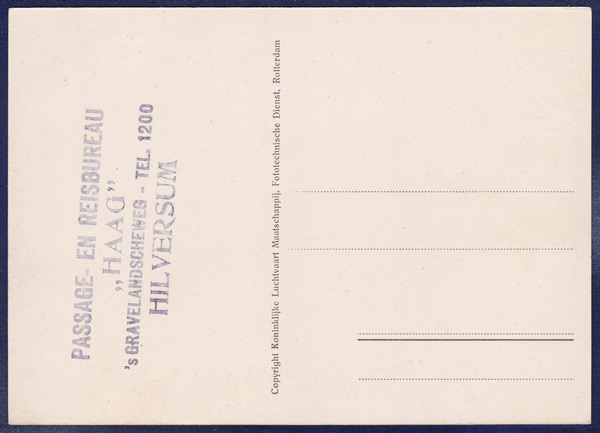 PASSAGE- EN REISBUREAU
„HAAG”
's GRAVELANDSCHEWEG - TEL. 1200
HILVERSUM
Copyright Koninklijke Luchtvaart Maatschappij, Fototechnische Dienst, Rotterdam